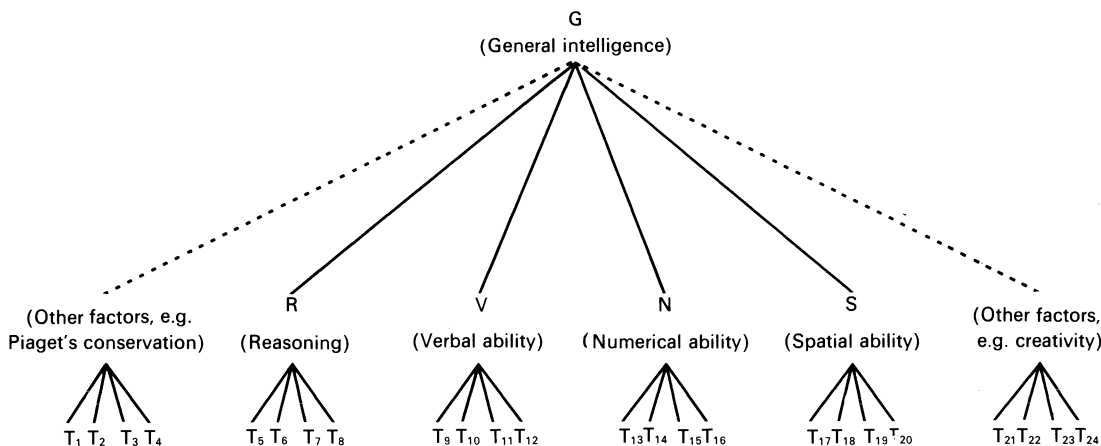 G
(General intelligence)
(Other factors, e.g.
Piaget's conservation)
R
(Reasoning)
V
(Verbal ability)
N
(Numerical ability)
S
(Spatial ability)
(Other factors,
e.g. creativity)
T₁ T₂ T₃ T₄ T₅ T₆ T₇ T₈ T₉ T₁₀ T₁₁ T₁₂ T₁₃ T₁₄ T₁₅ T₁₆ T₁₇ T₁₈ T₁₉ T₂₀ T₂₁ T₂₂ T₂₃ T₂₄